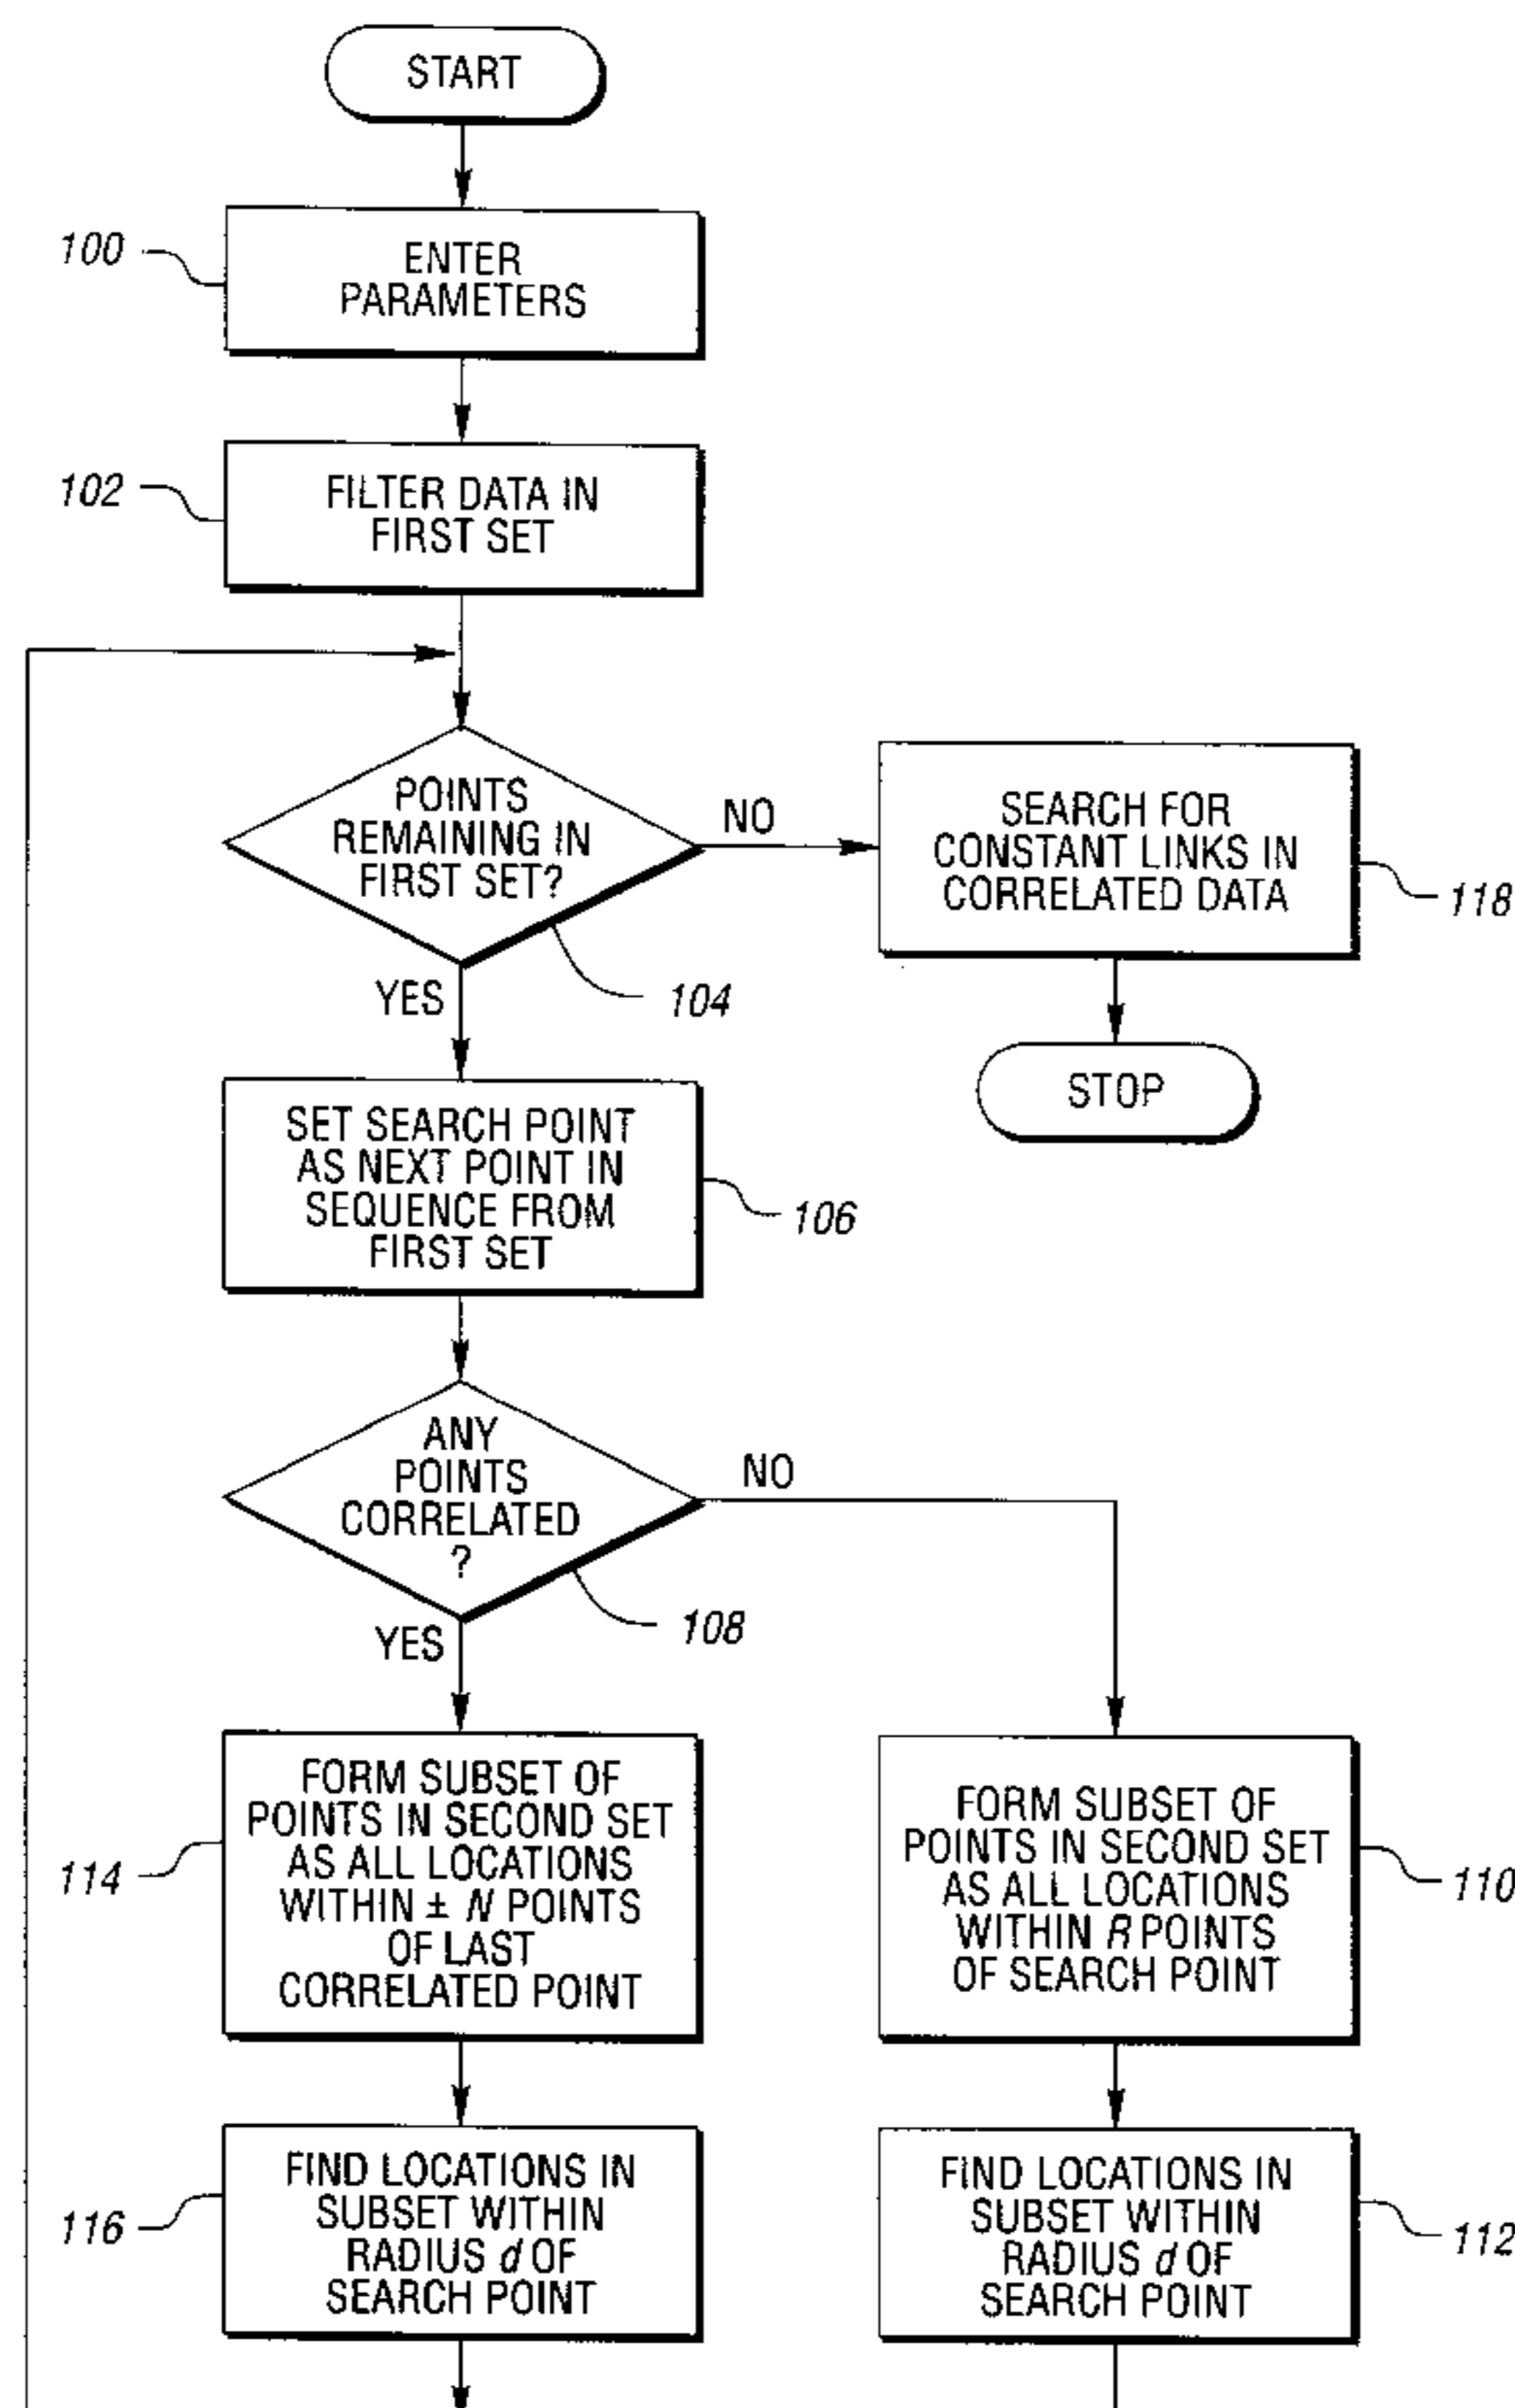 START
100
ENTER
PARAMETERS
102
FILTER DATA IN
FIRST SET
POINTS
REMAINING IN
FIRST SET?
NO
SEARCH FOR
CONSTANT LINKS IN
CORRELATED DATA
118
YES
104
STOP
SET SEARCH POINT
AS NEXT POINT IN
SEQUENCE FROM
FIRST SET
106
ANY
POINTS
CORRELATED
?
NO
YES
108
114
FORM SUBSET OF
POINTS IN SECOND SET
AS ALL LOCATIONS
WITHIN ± N POINTS
OF LAST
CORRELATED POINT
FORM SUBSET OF
POINTS IN SECOND SET
AS ALL LOCATIONS
WITHIN R POINTS
OF SEARCH POINT
110
116
FIND LOCATIONS IN
SUBSET WITHIN
RADIUS d OF
SEARCH POINT
FIND LOCATIONS IN
SUBSET WITHIN
RADIUS d OF
SEARCH POINT
112